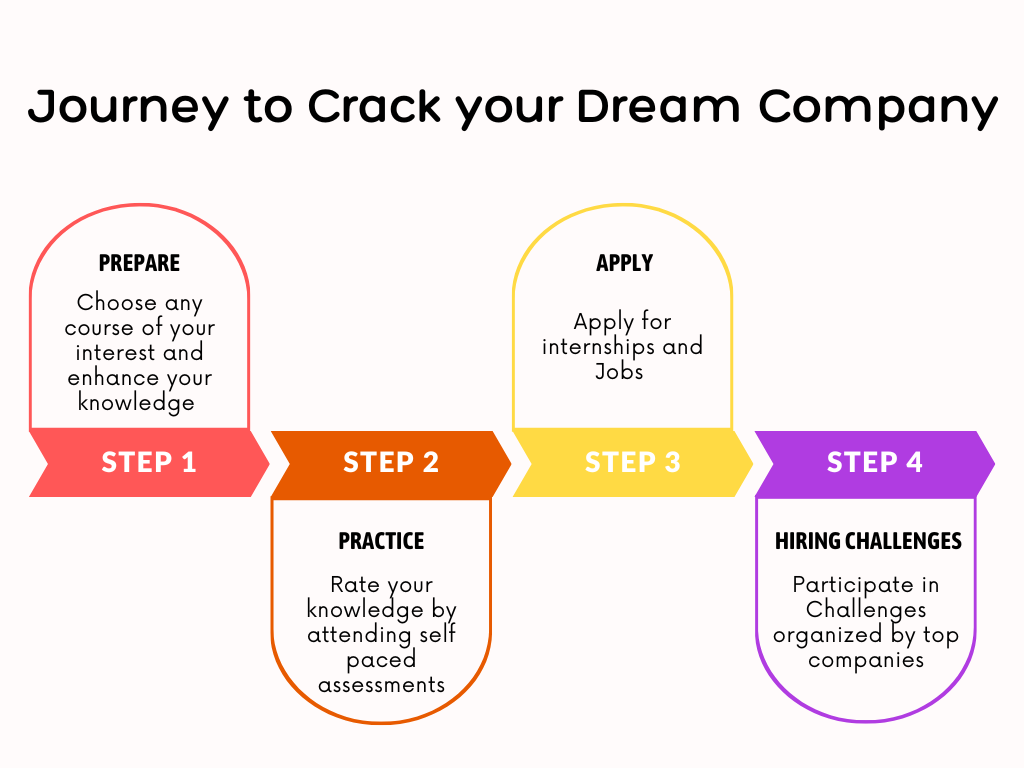 Journey to Crack your Dream Company
PREPARE
Choose any
course of your
interest and
enhance your
knowledge
STEP 1
STEP 2
PRACTICE
Rate your
knowledge by
attending self
paced
assessments
APPLY
Apply for
internships and
Jobs
STEP 3
STEP 4
HIRING CHALLENGES
Participate in
Challenges
organized by top
companies